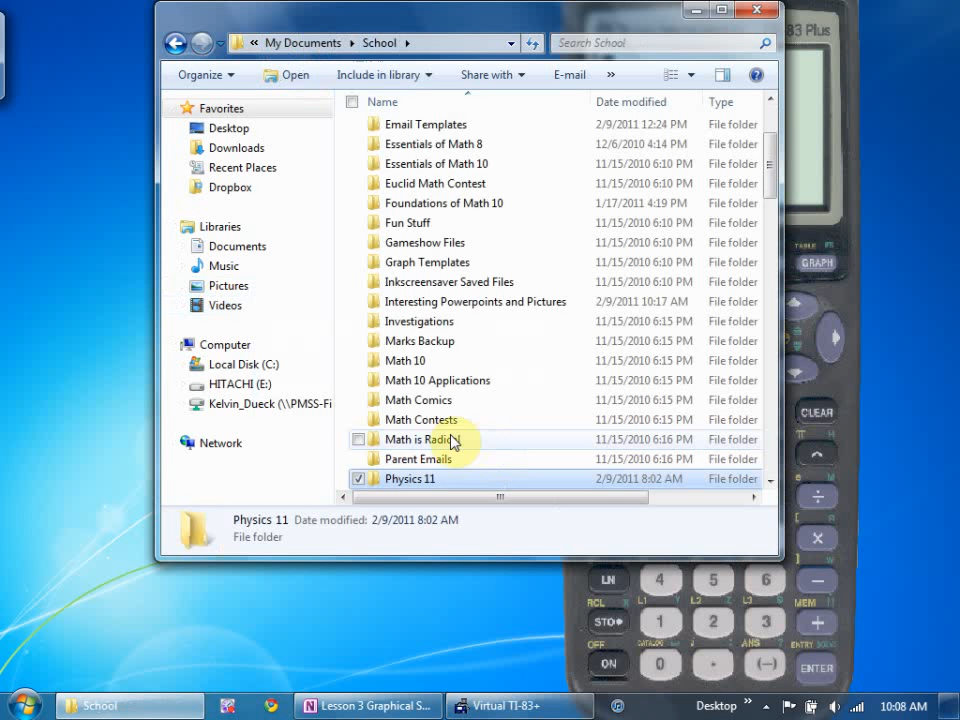 83 Plus
« My Documents School
Search School
Organize Open Include in library Share with E-mail »
Name Date modified Type
Favorites
Desktop
Downloads
Recent Places
Dropbox
Libraries
Documents
Music
Pictures
Videos
Computer
Local Disk (C:)
HITACHI (E:)
Kelvin_Dueck (\\PMSS-Fi
Network
Email Templates 2/9/2011 12:24 PM File folder
Essentials of Math 8 12/6/2010 4:14 PM File folder
Essentials of Math 10 11/15/2010 6:10 PM File folder
Euclid Math Contest 11/15/2010 6:10 PM File folder
Foundations of Math 10 1/17/2011 4:19 PM File folder
Fun Stuff 11/15/2010 6:10 PM File folder
Gameshow Files 11/15/2010 6:10 PM File folder
Graph Templates 11/15/2010 6:10 PM File folder
Inkscreensaver Saved Files 11/15/2010 6:10 PM File folder
Interesting Powerpoints and Pictures 2/9/2011 10:17 AM File folder
Investigations 11/15/2010 6:15 PM File folder
Marks Backup 11/15/2010 6:15 PM File folder
Math 10 11/15/2010 6:15 PM File folder
Math 10 Applications 11/15/2010 6:15 PM File folder
Math Comics 11/15/2010 6:15 PM File folder
Math Contests 11/15/2010 6:15 PM File folder
Math is 11/15/2010 6:16 PM File folder
Parent Emails 11/15/2010 6:16 PM File folder
Physics 11 2/9/2011 8:02 AM File folder
Physics 11 Date modified: 2/9/2011 8:02 AM
File folder
TABLE F5
GRAPH
CLEAR
LN 4 5 6 −
RCL X L1 Y L2 Z L3 MEM
STO 1 2 3 +
OFF CATALOG ANS ? ENTRY SOLVE
ON 0 . (−) ENTER
School Lesson 3 Graphical S... Virtual TI-83+ Desktop » 10:08 AM